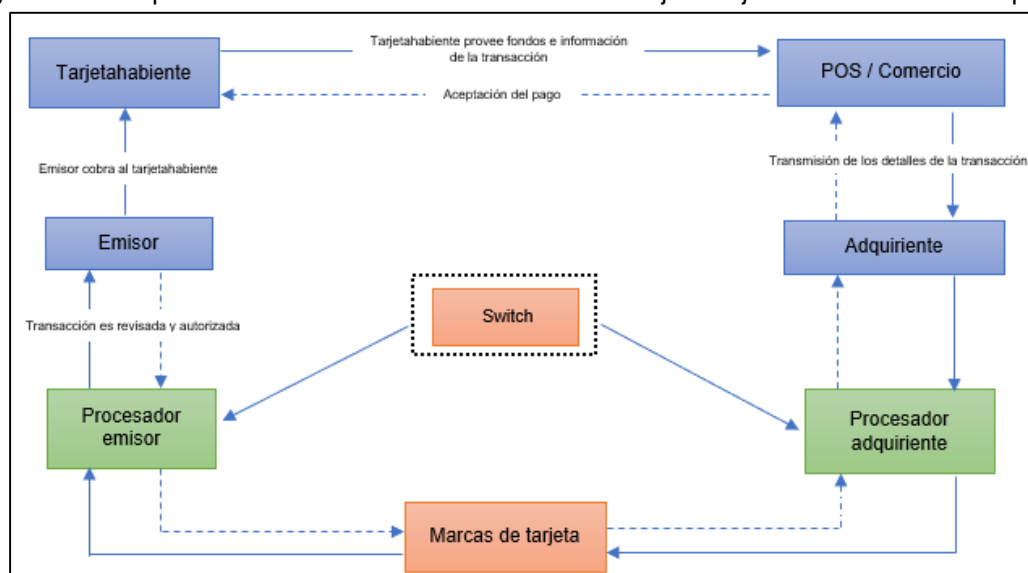 Tarjetahabiente provee fondos e información
de la transacción
Tarjetahabiente
POS / Comercio
Aceptación del pago
Emisor cobra al tarjetahabiente
Transmisión de los detalles de la transacción
Emisor
Adquiriente
Switch
Transacción es revisada y autorizada
Procesador
emisor
Procesador
adquiriente
Marcas de tarjeta